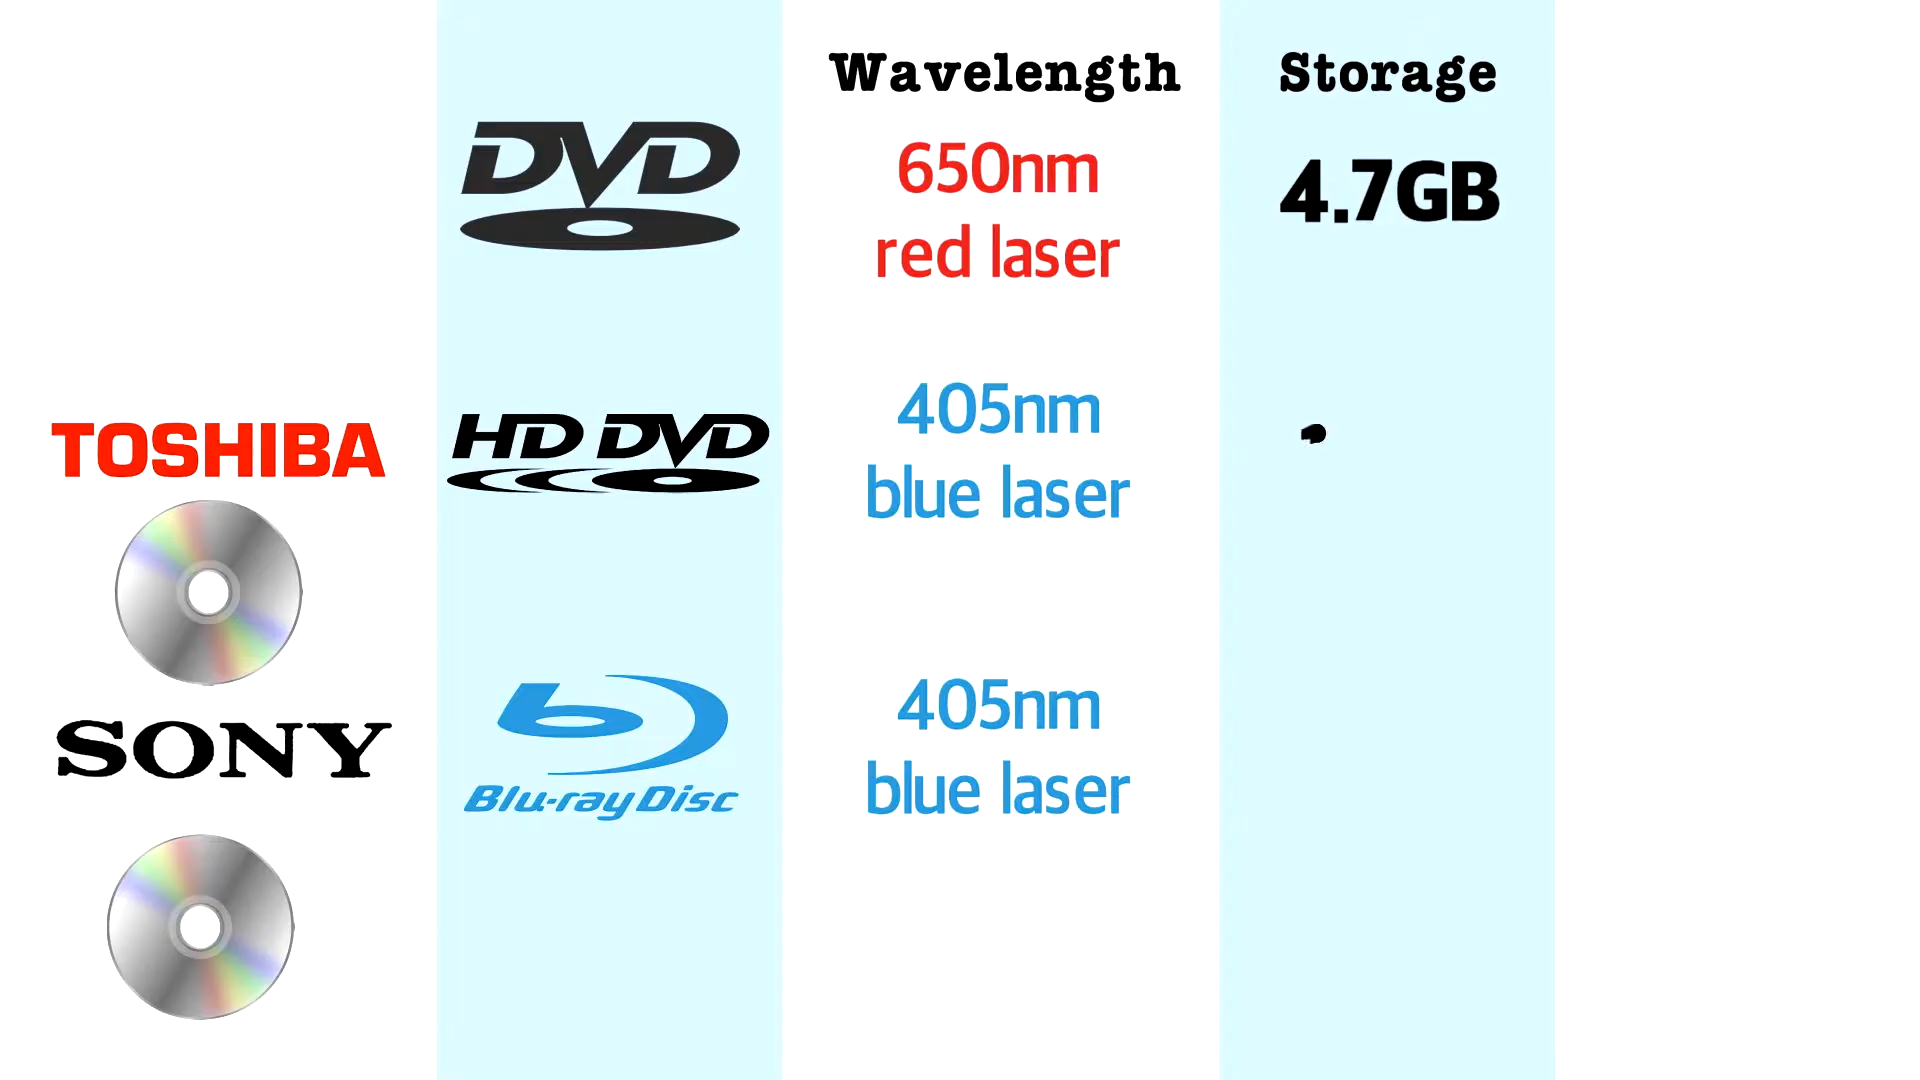 Wavelength
Storage
DVD
650nm
red laser
4.7GB
TOSHIBA
HD DVD
405nm
blue laser
SONY
Blu-ray Disc
405nm
blue laser